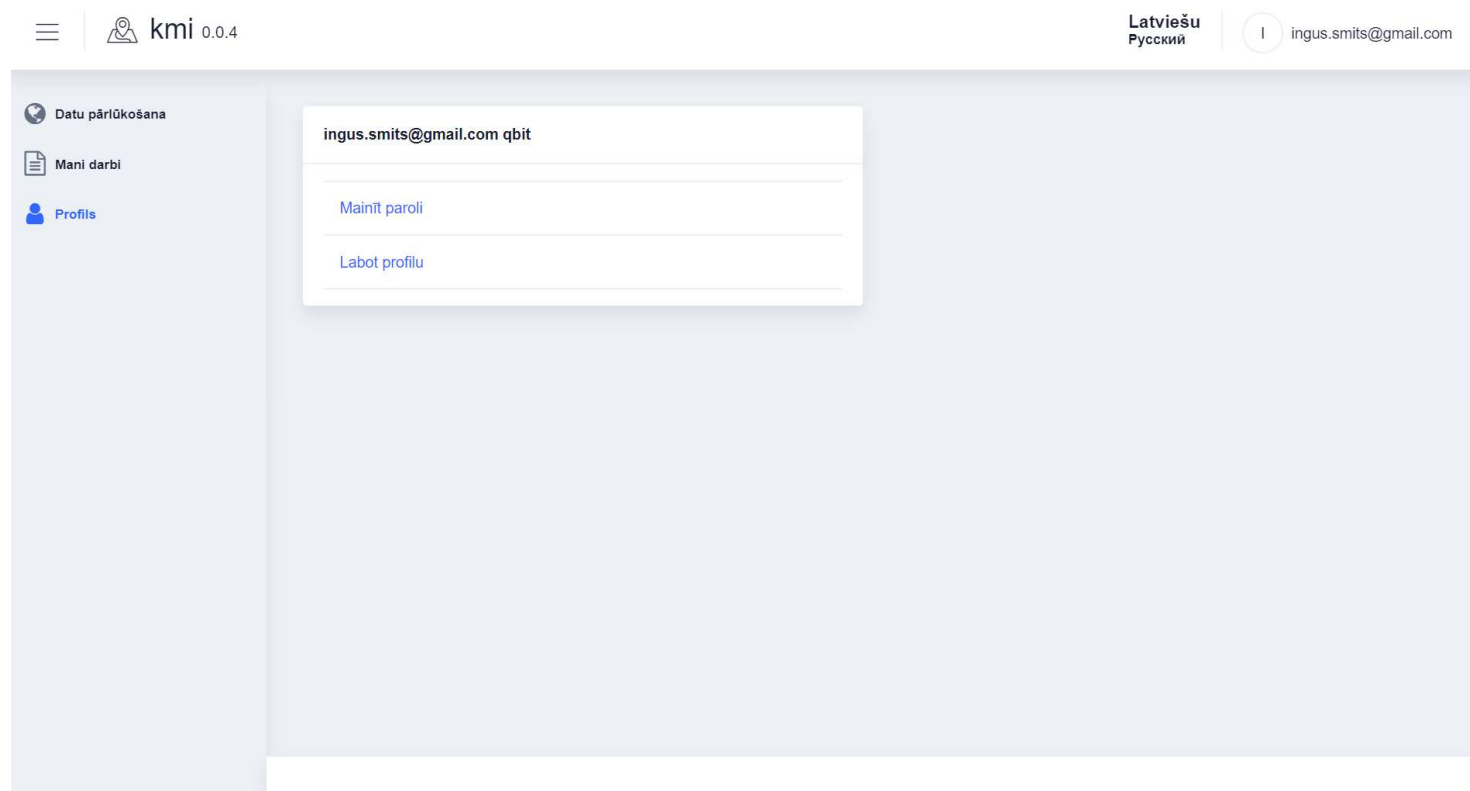 kmi 0.0.4
Latviešu
Русский
I ingus.smits@gmail.com
Datu pārlūkošana
Mani darbi
Profils
ingus.smits@gmail.com qbit
Mainīt paroli
Labot profilu